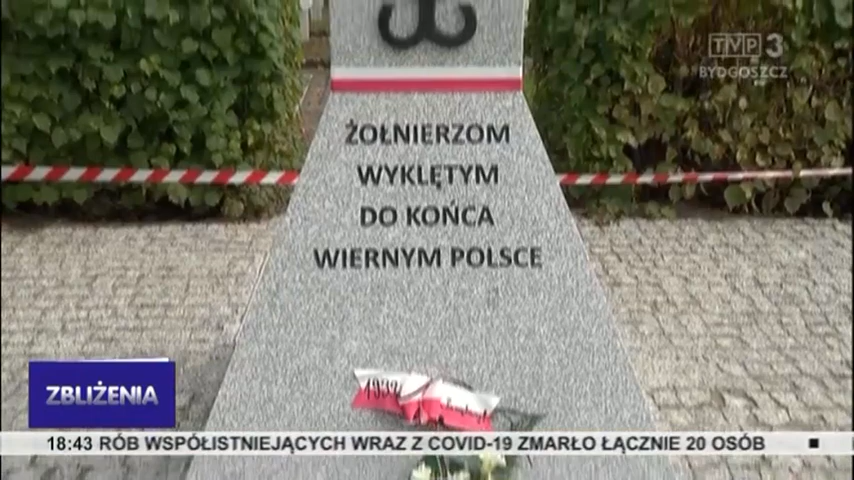 TVP3
BYDGOSZCZ
ŻOŁNIERZOM
WYKLĘTYM
DO KOŃCA
WIERNYM POLSCE
1939
ZBLIŻENIA
18:43 RÓB WSPÓŁISTNIEJĄCYCH WRAZ Z COVID-19 ZMARŁO ŁĄCZNIE 20 OSÓB